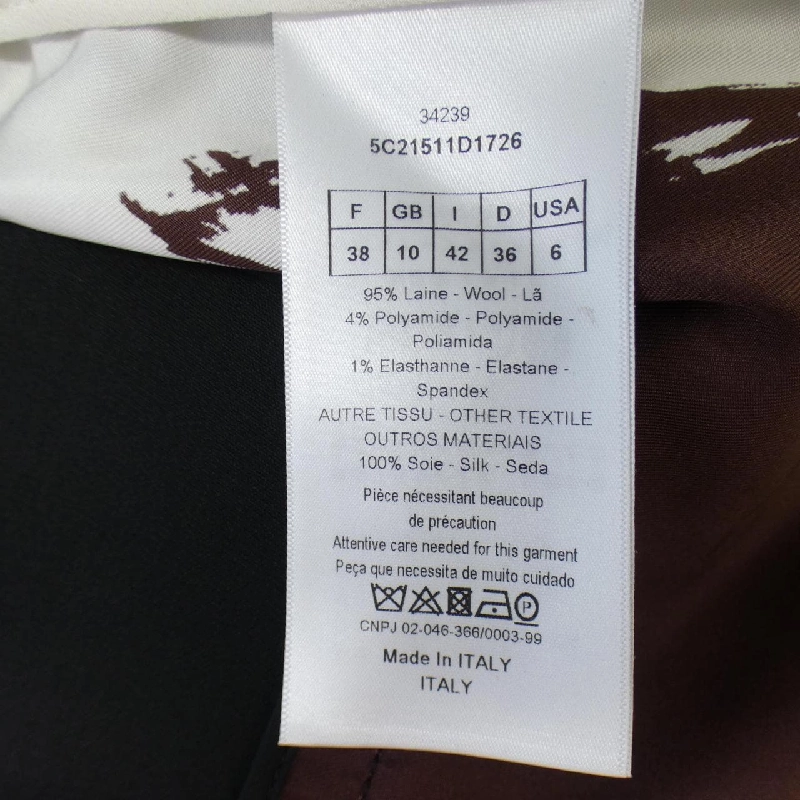 34239
5C21511D1726
F GB I D USA
38 10 42 36 6
95% Laine - Wool - Lã
4% Polyamide - Polyamide -
Poliamida
1% Elasthanne - Elastane -
Spandex
AUTRE TISSU - OTHER TEXTILE
OUTROS MATERIAIS
100% Soie - Silk - Seda
Pièce nécessitant beaucoup
de précaution
Attentive care needed for this garment
Peça que necessita de muito cuidado
P
CNPJ 02-046-366/0003-99
Made In ITALY
ITALY